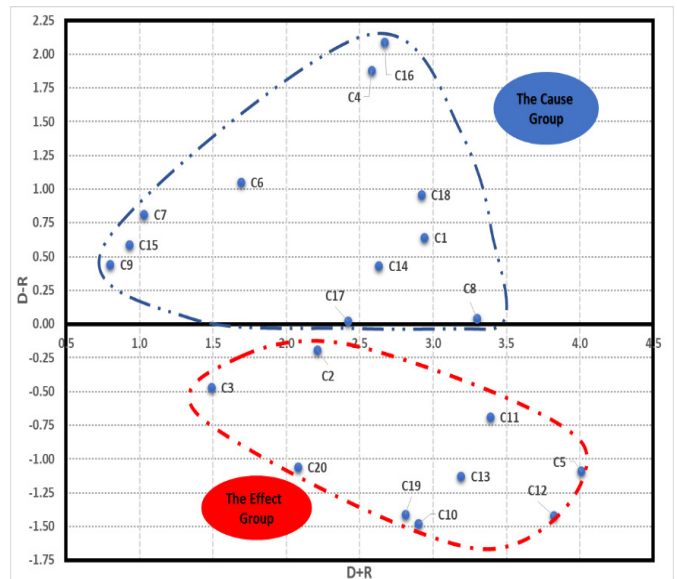 2.25
2.00
C16
C4
1.75
The Cause
Group
1.50
1.25
1.00
C6
C18
0.75
C7
C1
C15
0.50
C9
C14
0.25
C17
C8
D-R
0.00
0.5
1.0
1.5
2.0
2.5
3.0
3.5
4.0
4.5
-0.25
C2
-0.50
C3
C11
-0.75
-1.00
C20
C13
C5
-1.25
The Effect
Group
C19
C10
C12
-1.50
-1.75
D+R